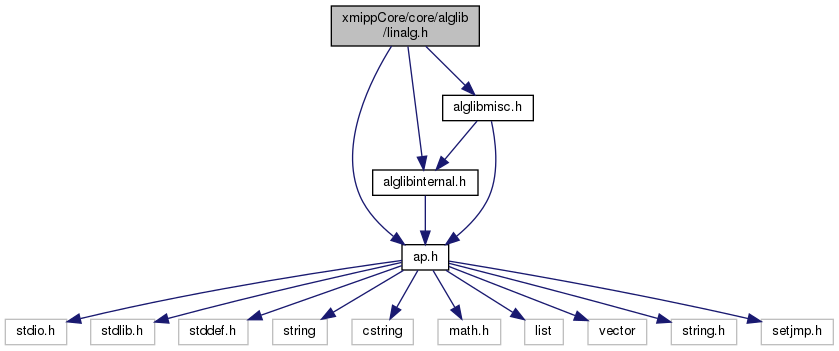 xmippCore/core/alglib
/linalg.h
alglibmisc.h
alglibinternal.h
ap.h
stdio.h
stdlib.h
stddef.h
string
cstring
math.h
list
vector
string.h
setjmp.h